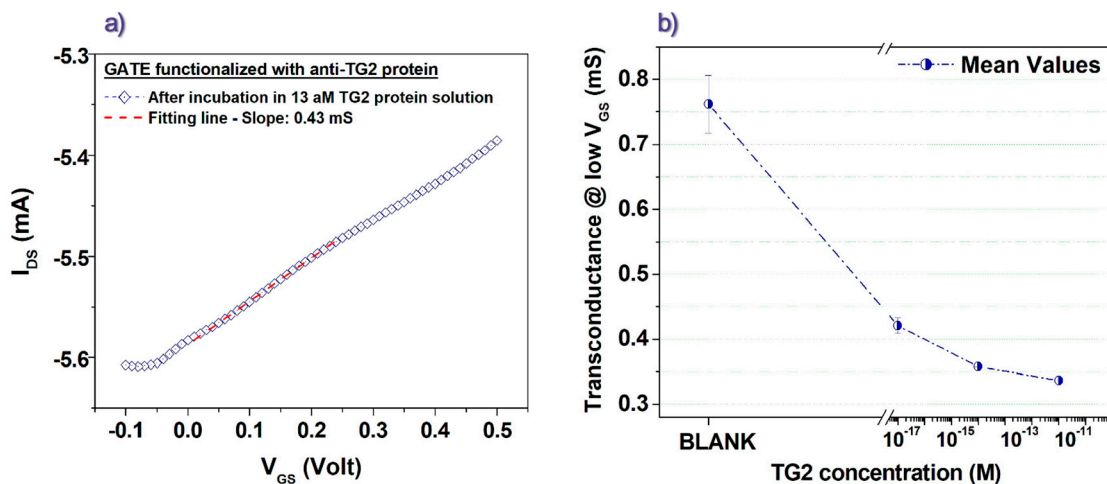 a)
GATE functionalized with anti-TG2 protein
After incubation in 13 aM TG2 protein solution
Fitting line - Slope: 0.43 mS
-5.3
-5.4
-5.5
-5.6
I_DS (mA)
-0.1 0.0 0.1 0.2 0.3 0.4 0.5
V_GS (Volt)
b)
Mean Values
0.8
0.7
0.6
0.5
0.4
0.3
Transconductance @ low V_GS (mS)
BLANK 10^-17 10^-15 10^-13 10^-11
TG2 concentration (M)